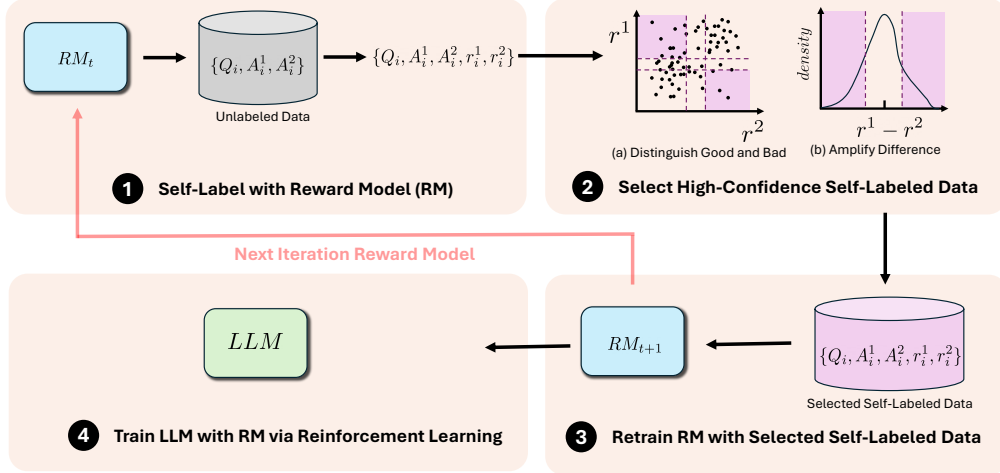 RM_t
{Q_i, A_i^1, A_i^2}
Unlabeled Data
{Q_i, A_i^1, A_i^2, r_i^1, r_i^2}
1 Self-Label with Reward Model (RM)
r^1
r^2
(a) Distinguish Good and Bad
density
r^1 − r^2
(b) Amplify Difference
2 Select High-Confidence Self-Labeled Data
Next Iteration Reward Model
LLM
4 Train LLM with RM via Reinforcement Learning
RM_{t+1}
{Q_i, A_i^1, A_i^2, r_i^1, r_i^2}
Selected Self-Labeled Data
3 Retrain RM with Selected Self-Labeled Data